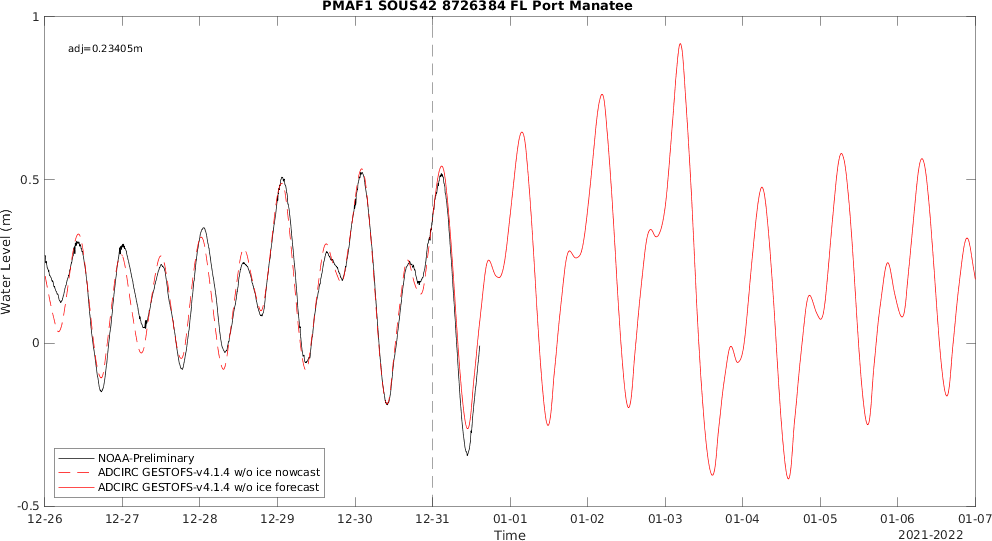 PMAF1 SOUS42 8726384 FL Port Manatee
adj=0.23405m
Water Level (m)
1
0.5
0
-0.5
NOAA-Preliminary
ADCIRC GESTOFS-v4.1.4 w/o ice nowcast
ADCIRC GESTOFS-v4.1.4 w/o ice forecast
12-26 12-27 12-28 12-29 12-30 12-31 01-01 01-02 01-03 01-04 01-05 01-06 01-07
Time
2021-2022